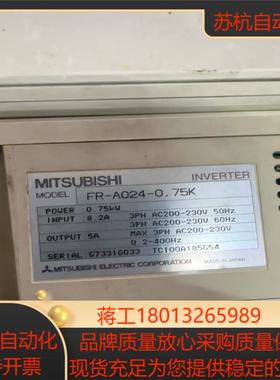 苏杭自动
MITSUBISHI INVERTER
MODEL FR-A024-0.75K
POWER 0.75kW
INPUT 8.2A 3PH AC200-230V 50Hz
3PH AC200-230V 60Hz
OUTPUT 5A 3PH AC200-230V MAX
0.2-400Hz
SERIAL G73316033 TC100A185G54
MITSUBISHI ELECTRIC CORPORATION MADE IN JAPAN
自动化 蒋工18013265989
件开票 品牌质量放心采购质量保
为您提供稳定的